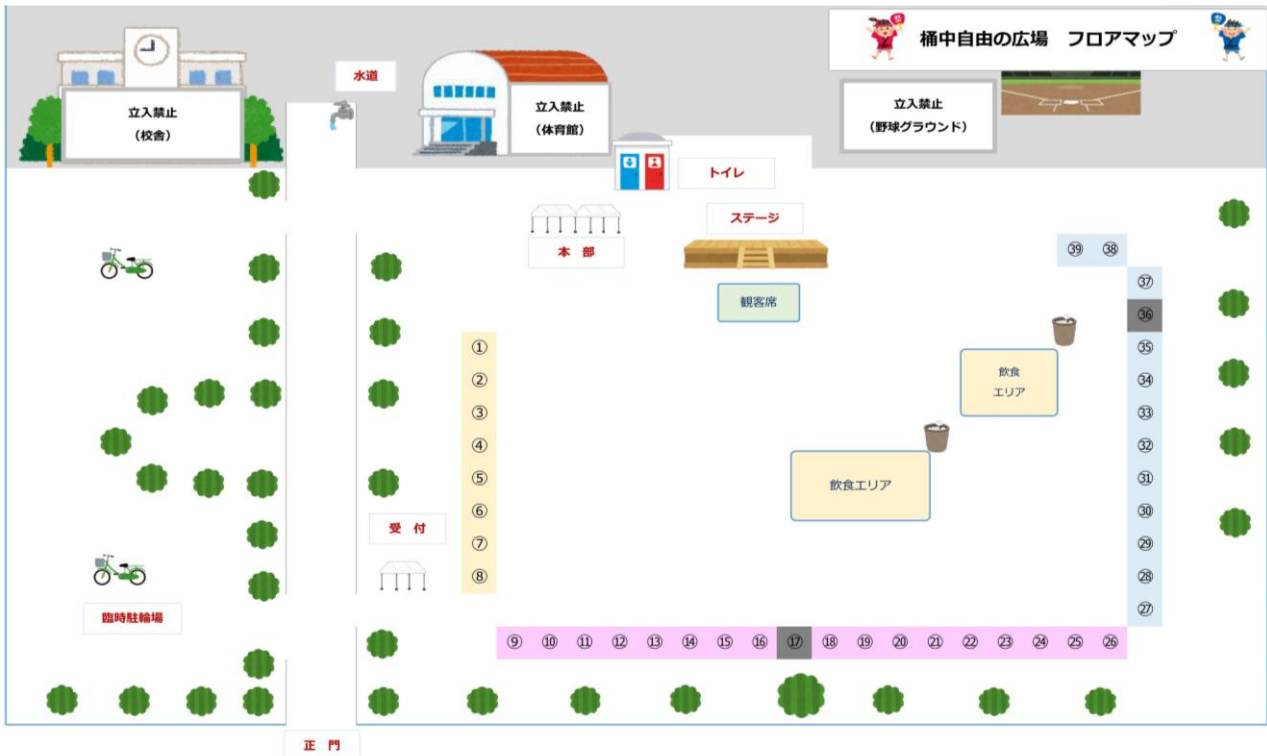 桶中自由の広場 フロアマップ
水道
立入禁止
（校舎）
立入禁止
（体育館）
立入禁止
（野球グラウンド）
トイレ
ステージ
本 部
観客席
㊴ ㊳
㊲
㊱
① ㉟
② ㉞
③ ㉝
④ ㉜
⑤ ㉛
⑥ ㉚
⑦ ㉙
⑧ ㉘
㉗
飲食
エリア
飲食エリア
受 付
臨時駐輪場
⑨ ⑩ ⑪ ⑫ ⑬ ⑭ ⑮ ⑯ ⑰ ⑱ ⑲ ⑳ ㉑ ㉒ ㉓ ㉔ ㉕ ㉖
正 門